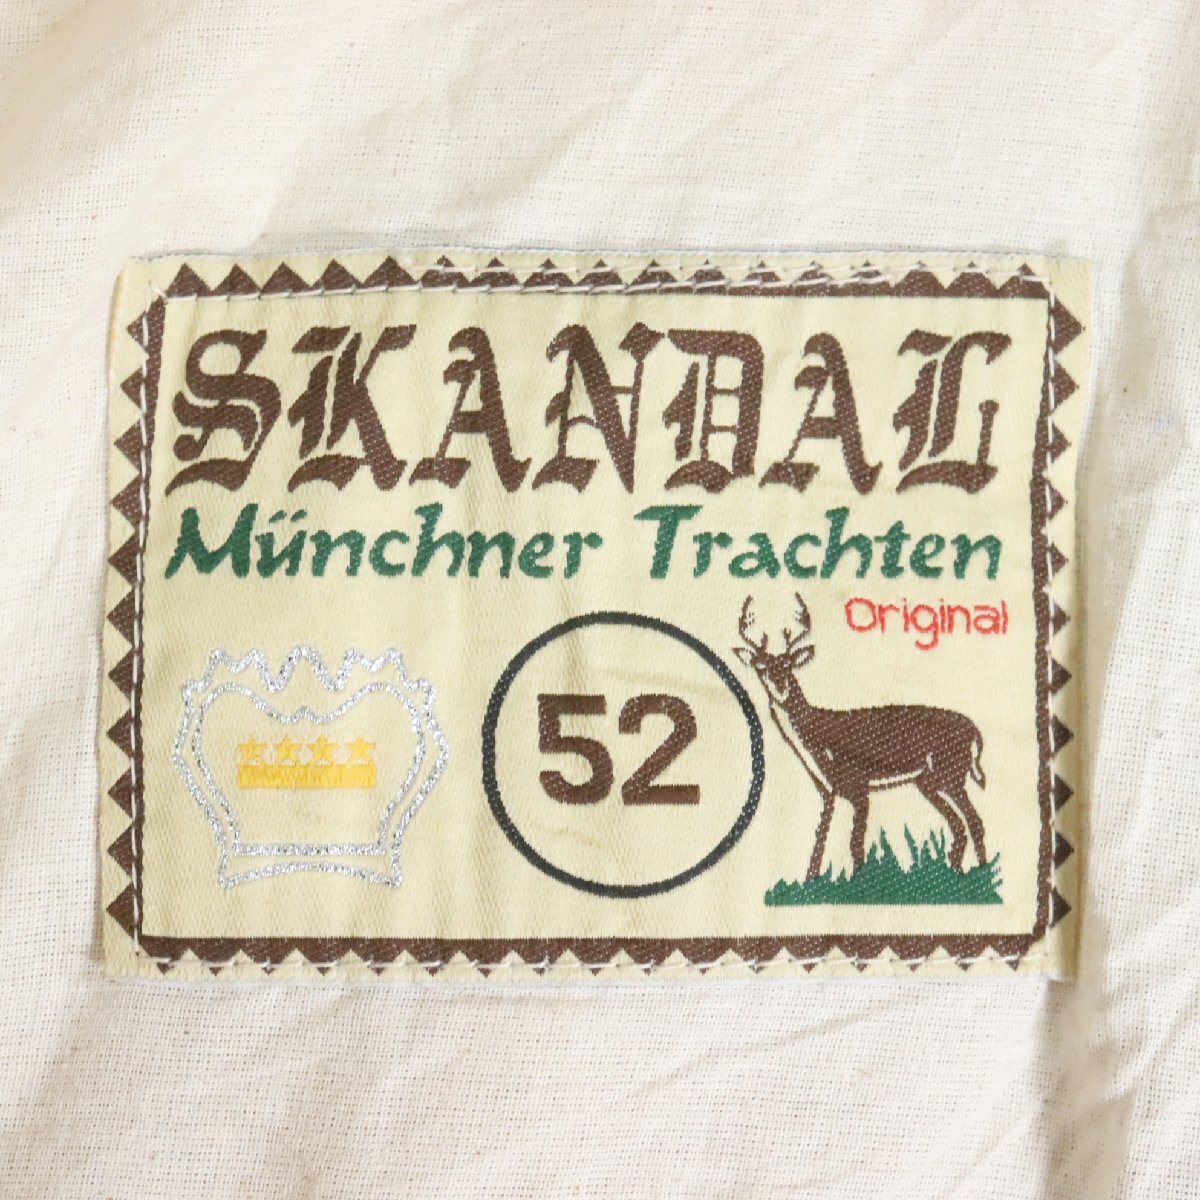 SKANDAL
Münchner Trachten
Original
52